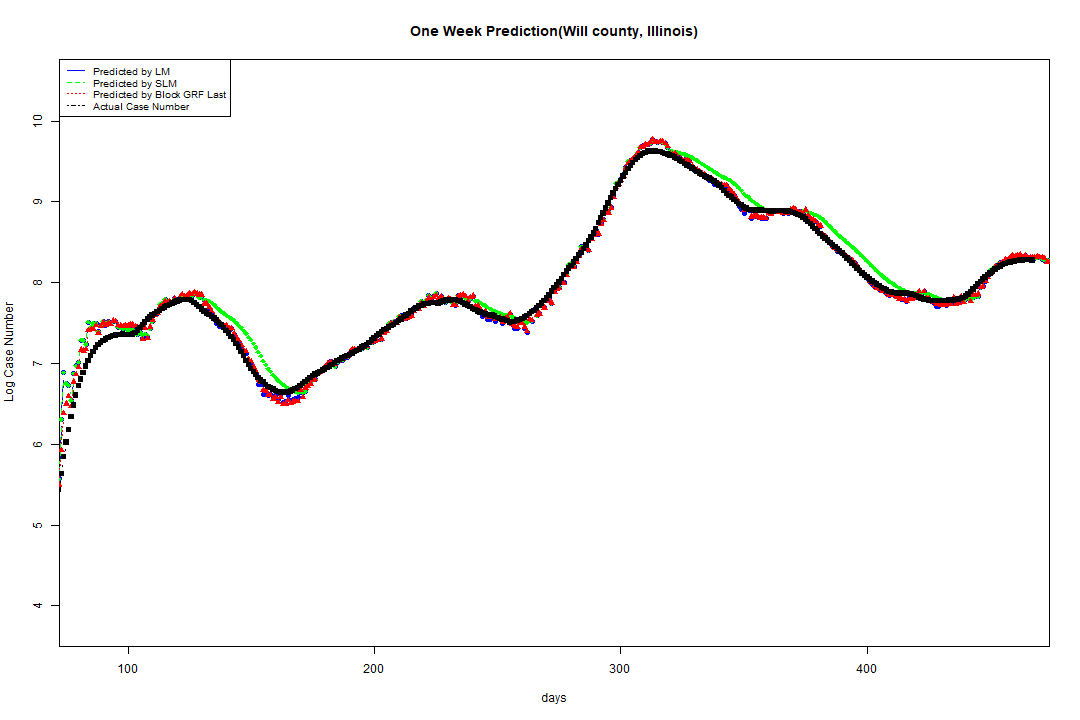 One Week Prediction(Will county, Illinois)
Predicted by LM
Predicted by SLM
Predicted by Block GRF Last
Actual Case Number
10
9
8
7
6
5
4
Log Case Number
100 200 300 400
days